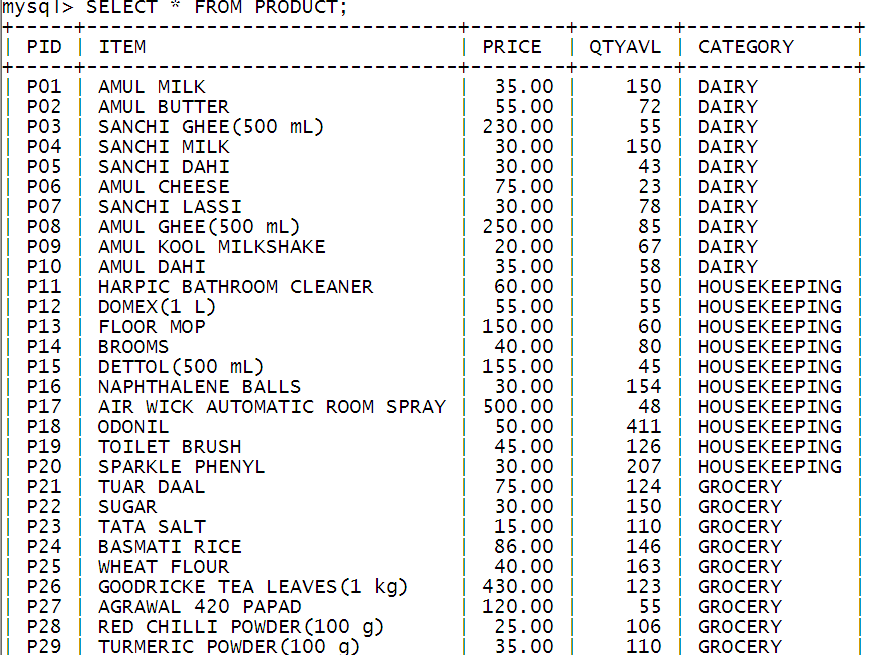 mysql> SELECT * FROM PRODUCT;
+-----+------------------------------+--------+--------+--------------+
| PID | ITEM                         | PRICE  | QTYAVL | CATEGORY     |
+-----+------------------------------+--------+--------+--------------+
| P01 | AMUL MILK                    |  35.00 |    150 | DAIRY        |
| P02 | AMUL BUTTER                  |  55.00 |     72 | DAIRY        |
| P03 | SANCHI GHEE(500 mL)          | 230.00 |     55 | DAIRY        |
| P04 | SANCHI MILK                  |  30.00 |    150 | DAIRY        |
| P05 | SANCHI DAHI                  |  30.00 |     43 | DAIRY        |
| P06 | AMUL CHEESE                  |  75.00 |     23 | DAIRY        |
| P07 | SANCHI LASSI                 |  30.00 |     78 | DAIRY        |
| P08 | AMUL GHEE(500 mL)            | 250.00 |     85 | DAIRY        |
| P09 | AMUL KOOL MILKSHAKE          |  20.00 |     67 | DAIRY        |
| P10 | AMUL DAHI                    |  35.00 |     58 | DAIRY        |
| P11 | HARPIC BATHROOM CLEANER      |  60.00 |     50 | HOUSEKEEPING |
| P12 | DOMEX(1 L)                   |  55.00 |     55 | HOUSEKEEPING |
| P13 | FLOOR MOP                    | 150.00 |     60 | HOUSEKEEPING |
| P14 | BROOMS                       |  40.00 |     80 | HOUSEKEEPING |
| P15 | DETTOL(500 mL)               | 155.00 |     45 | HOUSEKEEPING |
| P16 | NAPHTHALENE BALLS            |  30.00 |    154 | HOUSEKEEPING |
| P17 | AIR WICK AUTOMATIC ROOM SPRAY | 500.00 |     48 | HOUSEKEEPING |
| P18 | ODONIL                       |  50.00 |    411 | HOUSEKEEPING |
| P19 | TOILET BRUSH                 |  45.00 |    126 | HOUSEKEEPING |
| P20 | SPARKLE PHENYL               |  30.00 |    207 | HOUSEKEEPING |
| P21 | TUAR DAAL                    |  75.00 |    124 | GROCERY      |
| P22 | SUGAR                        |  30.00 |    150 | GROCERY      |
| P23 | TATA SALT                    |  15.00 |    110 | GROCERY      |
| P24 | BASMATI RICE                 |  86.00 |    146 | GROCERY      |
| P25 | WHEAT FLOUR                  |  40.00 |    163 | GROCERY      |
| P26 | GOODRICKE TEA LEAVES(1 kg)   | 430.00 |    123 | GROCERY      |
| P27 | AGRAWAL 420 PAPAD            | 120.00 |     55 | GROCERY      |
| P28 | RED CHILLI POWDER(100 g)     |  25.00 |    106 | GROCERY      |
| P29 | TURMERIC POWDER(100 g)       |  35.00 |    110 | GROCERY      |